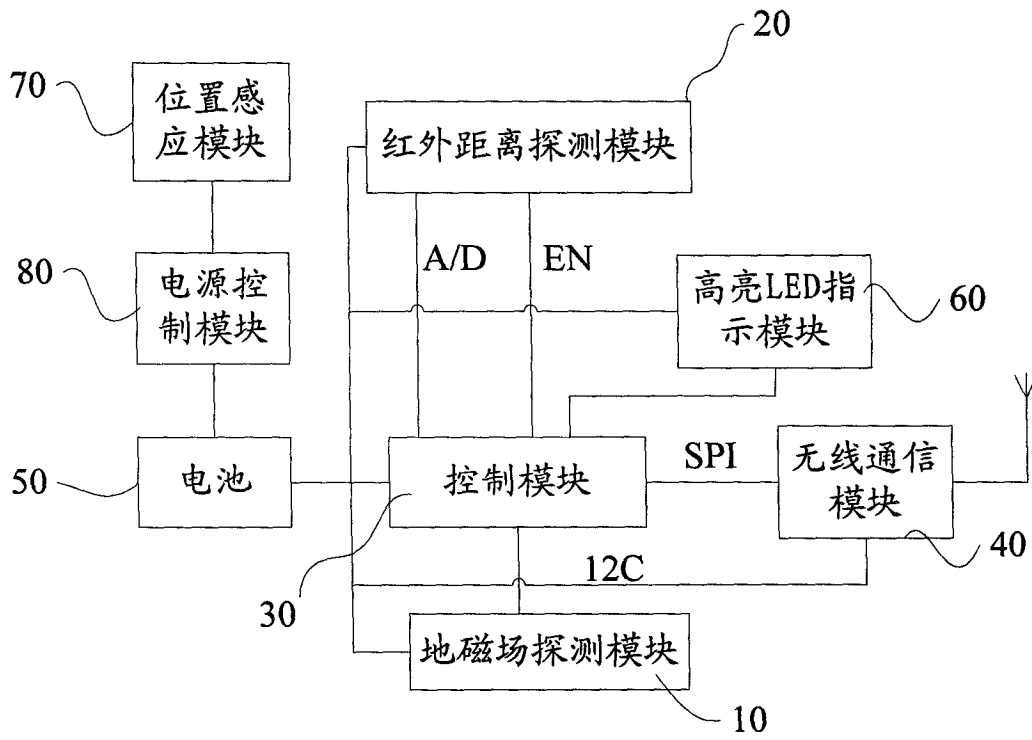 20
70
位置感
应模块
红外距离探测模块
A/D
EN
80
电源控
制模块
高亮LED指
示模块
60
50
电池
控制模块
SPI
无线通信
模块
30
12C
40
地磁场探测模块
10